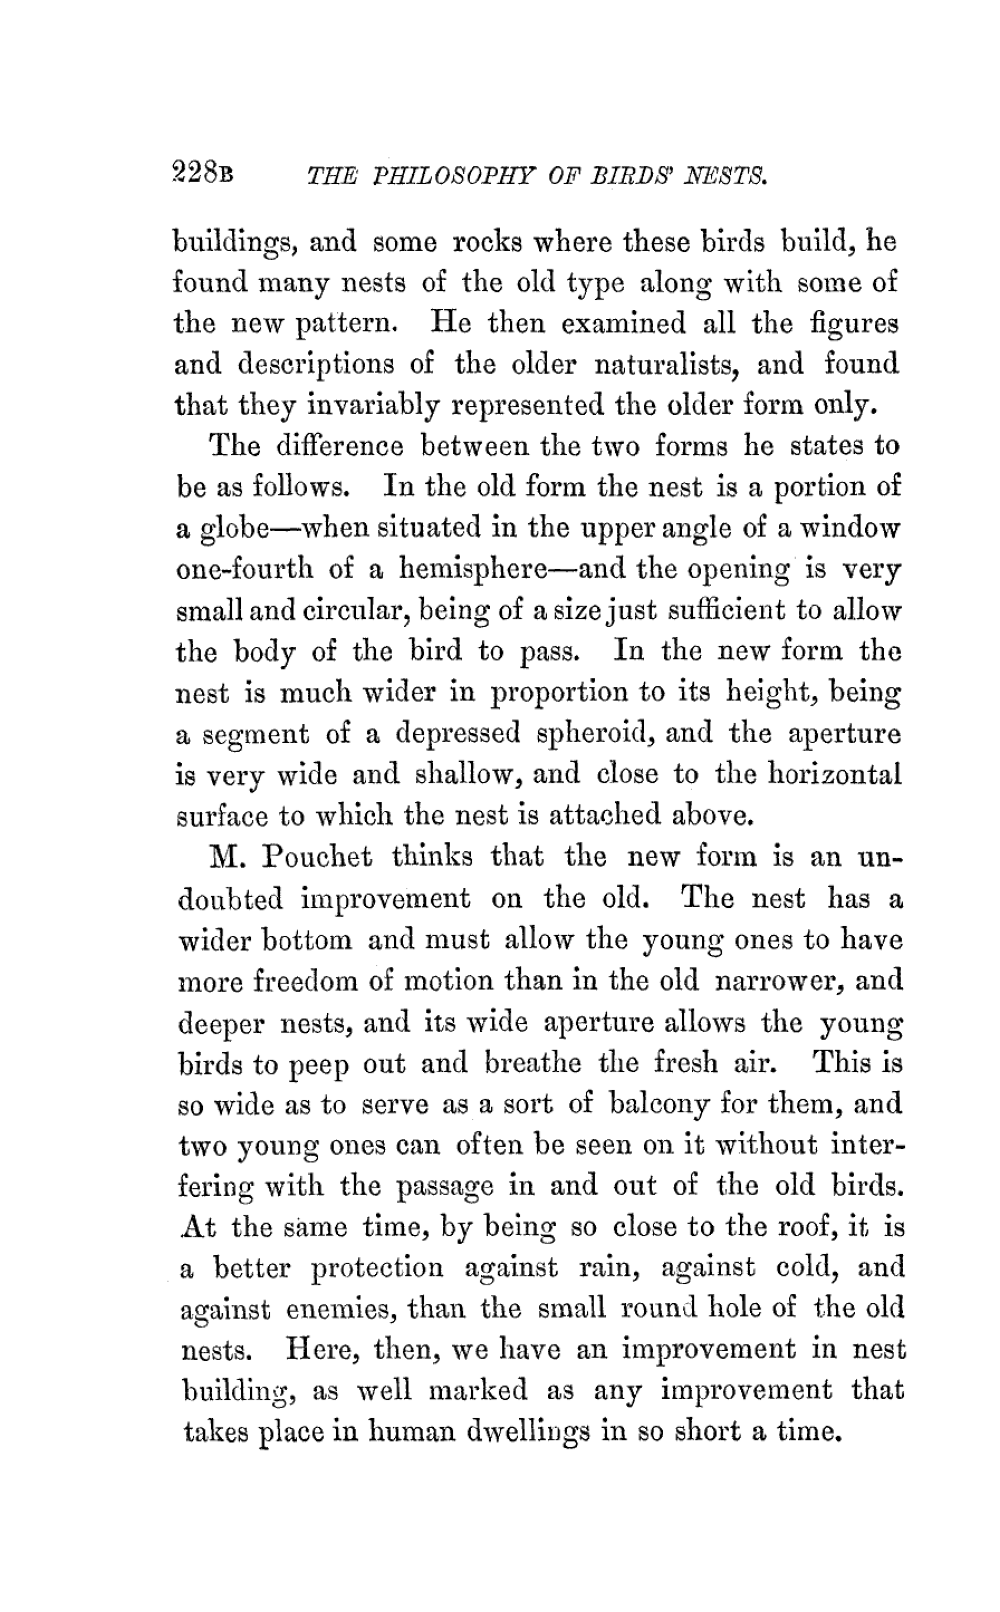 228B THE PHILOSOPHY OF BIRDS' NESTS.
buildings, and some rocks where these birds build, he
found many nests of the old type along with some of
the new pattern. He then examined all the figures
and descriptions of the older naturalists, and found
that they invariably represented the older form only.
The difference between the two forms he states to
be as follows. In the old form the nest is a portion of
a globe—when situated in the upper angle of a window
one-fourth of a hemisphere—and the opening is very
small and circular, being of a size just sufficient to allow
the body of the bird to pass. In the new form the
nest is much wider in proportion to its height, being
a segment of a depressed spheroid, and the aperture
is very wide and shallow, and close to the horizontal
surface to which the nest is attached above.
M. Pouchet thinks that the new form is an un-
doubted improvement on the old. The nest has a
wider bottom and must allow the young ones to have
more freedom of motion than in the old narrower, and
deeper nests, and its wide aperture allows the young
birds to peep out and breathe the fresh air. This is
so wide as to serve as a sort of balcony for them, and
two young ones can often be seen on it without inter-
fering with the passage in and out of the old birds.
At the same time, by being so close to the roof, it is
a better protection against rain, against cold, and
against enemies, than the small round hole of the old
nests. Here, then, we have an improvement in nest
building, as well marked as any improvement that
takes place in human dwellings in so short a time.